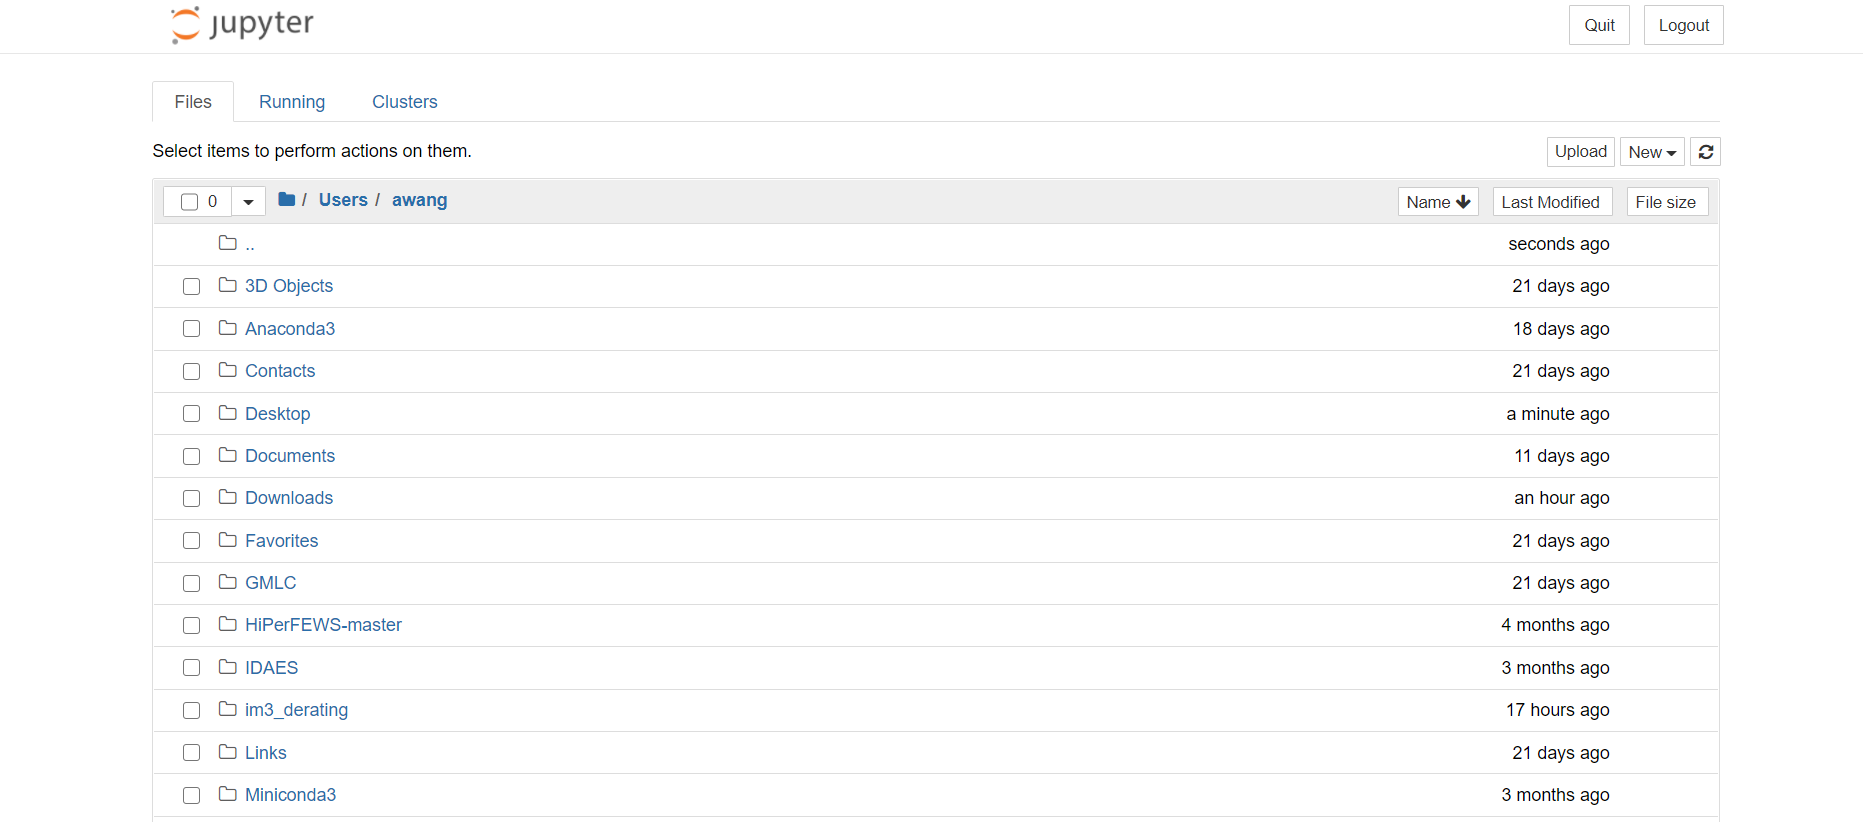 jupyter Quit Logout
Files Running Clusters
Select items to perform actions on them. Upload New
0 / Users / awang Name Last Modified File size
.. seconds ago
3D Objects 21 days ago
Anaconda3 18 days ago
Contacts 21 days ago
Desktop a minute ago
Documents 11 days ago
Downloads an hour ago
Favorites 21 days ago
GMLC 21 days ago
HiPerFEWS-master 4 months ago
IDAES 3 months ago
im3_derating 17 hours ago
Links 21 days ago
Miniconda3 3 months ago